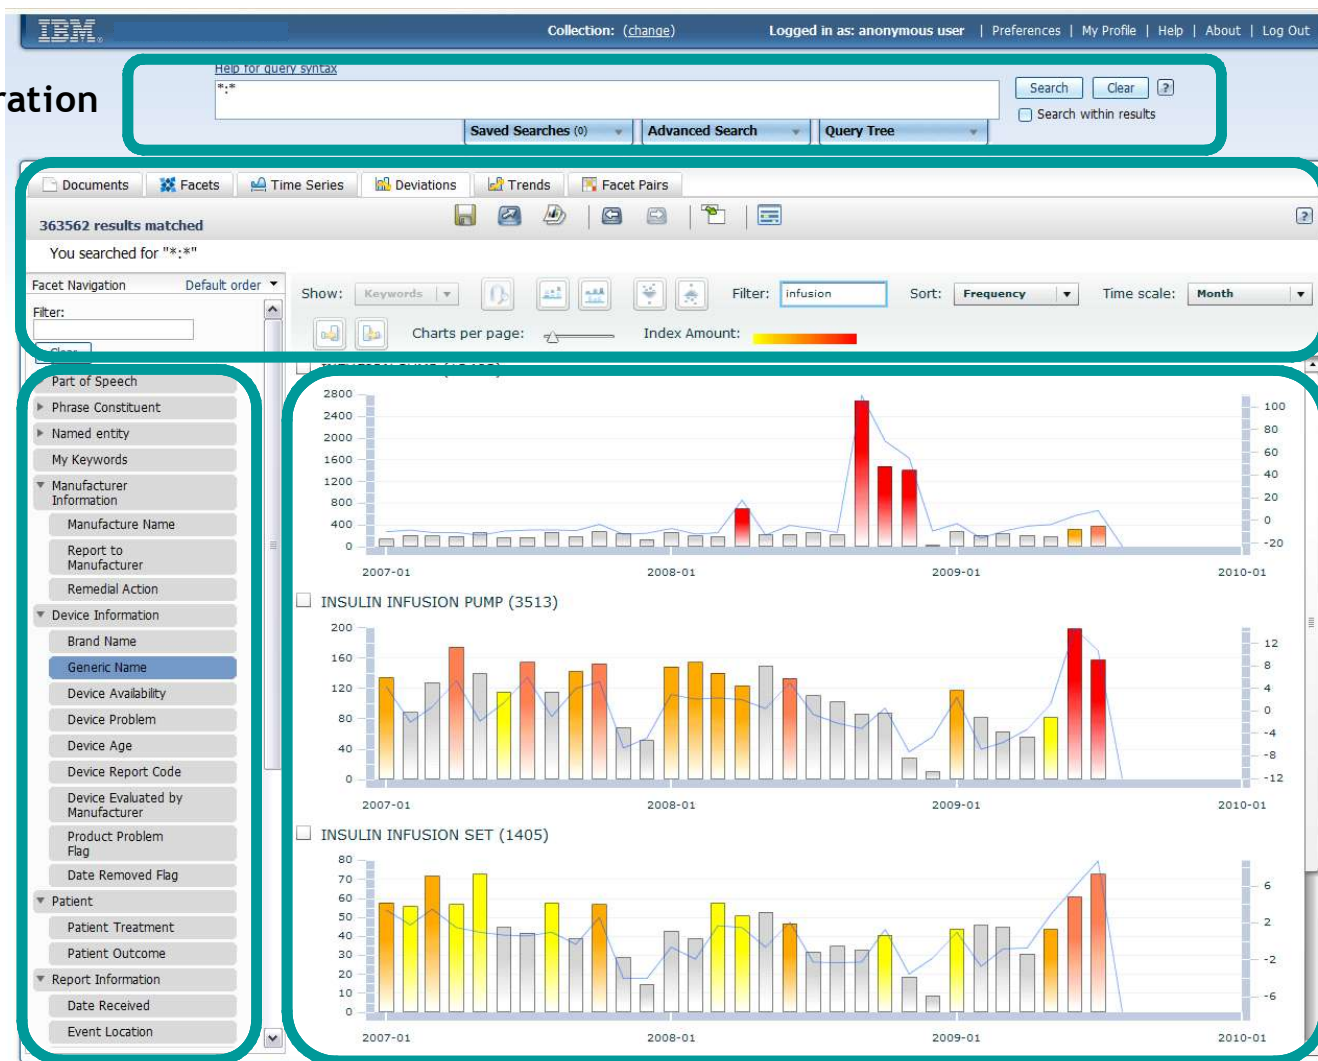 IBM.
Collection: (change) Logged in as: anonymous user | Preferences | My Profile | Help | About | Log Out
Help for query syntax
ration
*:*
Search Clear ?
Search within results
Saved Searches (0) Advanced Search Query Tree
Documents Facets Time Series Deviations Trends Facet Pairs
363562 results matched
?
You searched for "*:*"
Facet Navigation Default order
Show: Keywords Filter: infusion Sort: Frequency Time scale: Month
Filter:
Charts per page: Index Amount:
Clear
Part of Speech
Phrase Constituent
Named entity
My Keywords
Manufacturer
Information
Manufacture Name
Report to
Manufacturer
Remedial Action
Device Information
Brand Name
Generic Name
Device Availability
Device Problem
Device Age
Device Report Code
Device Evaluated by
Manufacturer
Product Problem
Flag
Date Removed Flag
Patient
Patient Treatment
Patient Outcome
Report Information
Date Received
Event Location
INFUSION PUMP
2800
2400
2000
1600
1200
800
400
0
100
80
60
40
20
0
-20
2007-01 2008-01 2009-01 2010-01
INSULIN INFUSION PUMP (3513)
200
160
120
80
40
0
12
8
4
0
-4
-8
-12
2007-01 2008-01 2009-01 2010-01
INSULIN INFUSION SET (1405)
80
70
60
50
40
30
20
10
0
6
2
-2
-6
2007-01 2008-01 2009-01 2010-01